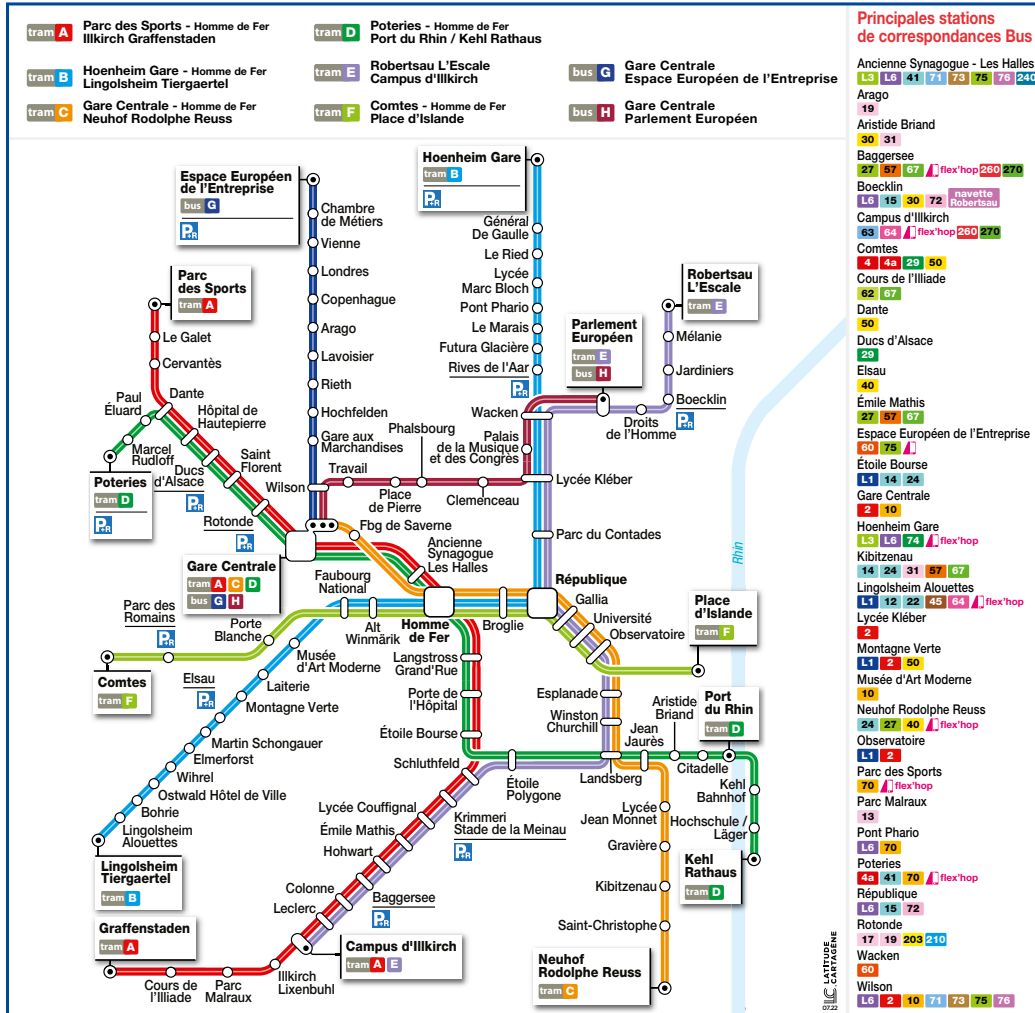 tram A Parc des Sports - Homme de Fer
Illkirch Graffenstaden
tram B Hoenheim Gare - Homme de Fer
Lingolsheim Tiergaertel
tram C Gare Centrale - Homme de Fer
Neuhof Rodolphe Reuss
tram D Poteries - Homme de Fer
Port du Rhin / Kehl Rathaus
tram E Robertsau L'Escale
Campus d'Illkirch
tram F Comtes - Homme de Fer
Place d'Islande
bus G Gare Centrale
Espace Européen de l'Entreprise
bus H Gare Centrale
Parlement Européen
Espace Européen
de l'Entreprise
bus G
P+R
Chambre
de Métiers
Vienne
Londres
Copenhague
Arago
Lavoisier
Rieth
Hochfelden
Gare aux
Marchandises
Wilson
Hoenheim Gare
tram B
P+R
Général
De Gaulle
Le Ried
Lycée
Marc Bloch
Pont Phario
Le Marais
Futura Glacière
Rives de l'Aar
P+R
Parlement
Européen
tram E
bus H
Robertsau
L'Escale
tram E
Mélanie
Jardiniers
Boecklin
P+R
Droits
de l'Homme
Wacken
Palais
de la Musique
et des Congrès
Lycée Kléber
Parc du Contades
Phalsbourg
Travail
Place
de Pierre
Clemenceau
Parc
des Sports
tram A
Le Galet
Cervantès
Dante
Paul
Éluard
Marcel
Rudloff
Hôpital de
Hautepierre
Ducs
d'Alsace
P+R
Saint
Florent
Rotonde
P+R
Poteries
tram D
P+R
Gare Centrale
tram A C D
bus G H
Fbg de Saverne
Ancienne
Synagogue
Les Halles
Faubourg
National
Alt
Winmärik
Homme
de Fer
Broglie
République
Gallia
Université
Observatoire
Place
d'Islande
tram F
Parc des
Romains
P+R
Porte
Blanche
Comtes
tram F
Elsau
P+R
Musée
d'Art Moderne
Laiterie
Montagne Verte
Martin Schongauer
Elmerforst
Wihrel
Ostwald Hôtel de Ville
Bohrie
Lingolsheim
Alouettes
Lingolsheim
Tiergaertel
tram B
Langstross
Grand'Rue
Porte de
l'Hôpital
Étoile Bourse
Schluthfeld
Lycée Couffignal
Émile Mathis
Hohwart
Krimmeri
Stade de la Meinau
P+R
Colonne
Leclerc
Baggersee
P+R
Campus d'Illkirch
tram A E
Graffenstaden
tram A
Cours de
l'Illiade
Parc
Malraux
Illkirch
Lixenbuhl
Étoile
Polygone
Esplanade
Winston
Churchill
Landsberg
Jean
Jaurès
Aristide
Briand
Citadelle
Port
du Rhin
tram D
Kehl
Bahnhof
Hochschule /
Läger
Kehl
Rathaus
tram D
Lycée
Jean Monnet
Gravière
Kibitzenau
Saint-Christophe
Neuhof
Rodolphe Reuss
tram C
Rhin
LATITUDE
CARTAGÈNE
07.22
Principales stations
de correspondances Bus
Ancienne Synagogue - Les Halles
L3 L6 41 71 73 75 76 240
Arago
19
Aristide Briand
30 31
Baggersee
27 57 67 flex'hop 260 270
Boecklin
L6 15 30 72 navette
Robertsau
Campus d'Illkirch
63 64 flex'hop 260 270
Comtes
4 4a 29 50
Cours de l'Illiade
62 67
Dante
50
Ducs d'Alsace
29
Elsau
40
Émile Mathis
27 57 67
Espace Européen de l'Entreprise
60 75
Étoile Bourse
L1 14 24
Gare Centrale
2 10
Hoenheim Gare
L3 L6 74 flex'hop
Kibitzenau
14 24 31 57 67
Lingolsheim Alouettes
L1 12 22 45 64 flex'hop
Lycée Kléber
2
Montagne Verte
L1 2 50
Musée d'Art Moderne
10
Neuhof Rodolphe Reuss
24 27 40 flex'hop
Observatoire
L1 2
Parc des Sports
70 flex'hop
Parc Malraux
13
Pont Phario
L6 70
Poteries
4a 41 70 flex'hop
République
L6 15 72
Rotonde
17 19 203 210
Wacken
60
Wilson
L6 2 10 71 73 75 76